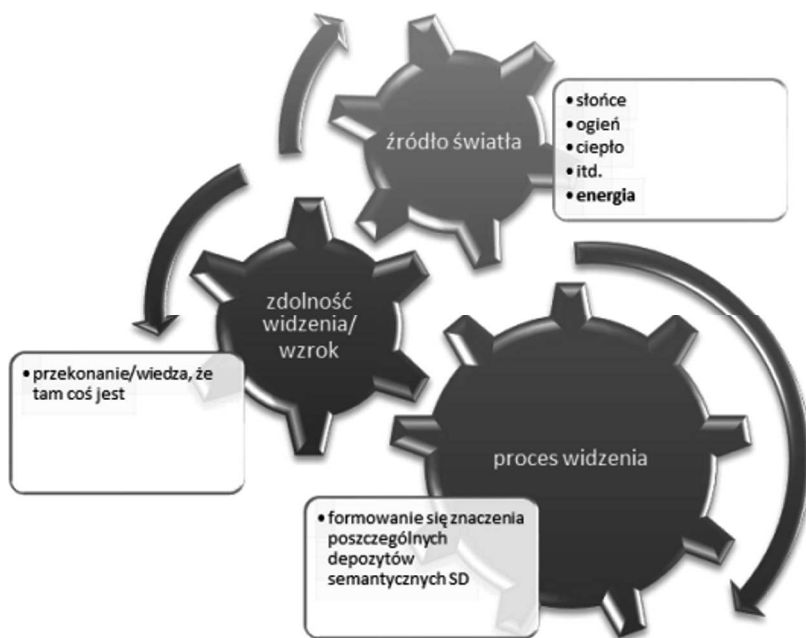 źródło światła
• słońce
• ogień
• ciepło
• itd.
• energia
zdolność
widzenia/
wzrok
• przekonanie/wiedza, że
tam coś jest
proces widzenia
• formowanie się znaczenia
poszczególnych
depozytów
semantycznych SD